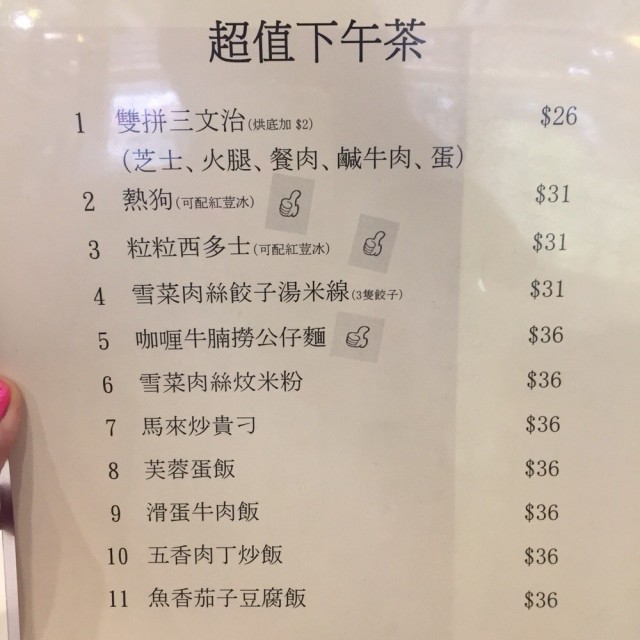 超值下午茶
1 雙拼三文治(烘底加 $2) $26
(芝士、火腿、餐肉、鹹牛肉、蛋)
2 熱狗(可配紅荳冰) $31
3 粒粒西多士(可配紅荳冰) $31
4 雪菜肉絲餃子湯米線(3隻餃子) $31
5 咖喱牛腩撈公仔麵 $36
6 雪菜肉絲炆米粉 $36
7 馬來炒貴刁 $36
8 芙蓉蛋飯 $36
9 滑蛋牛肉飯 $36
10 五香肉丁炒飯 $36
11 魚香茄子豆腐飯 $36